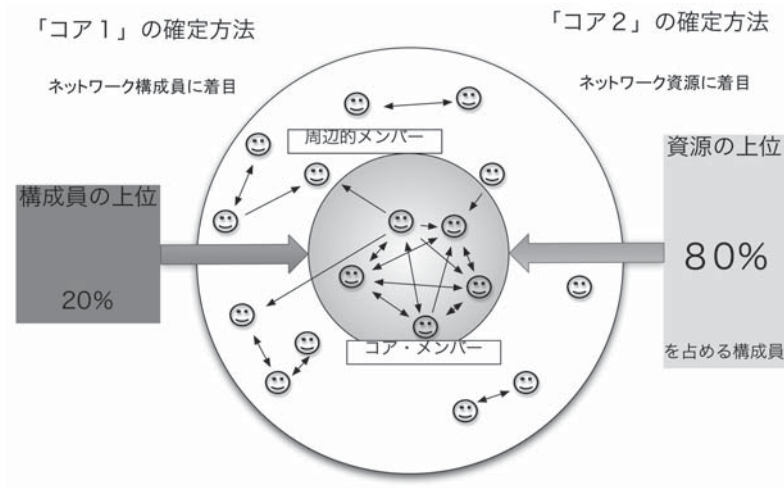 「コア１」の確定方法
「コア２」の確定方法
ネットワーク構成員に着目
ネットワーク資源に着目
周辺的メンバー
資源の上位
構成員の上位
80%
20%
コア・メンバー
を占める構成員